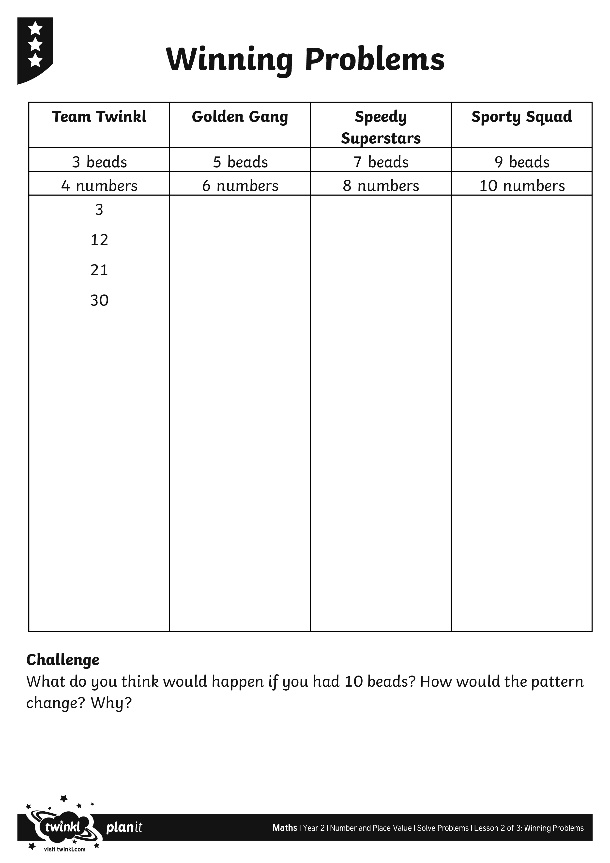 Winning Problems
Team Twinkl
Golden Gang
Speedy
Superstars
Sporty Squad
3 beads
5 beads
7 beads
9 beads
4 numbers
6 numbers
8 numbers
10 numbers
3
12
21
30
Challenge
What do you think would happen if you had 10 beads? How would the pattern
change? Why?
twinkl
planit
visit twinkl.com
Maths | Year 2 | Number and Place Value | Solve Problems | Lesson 2 of 3: Winning Problems